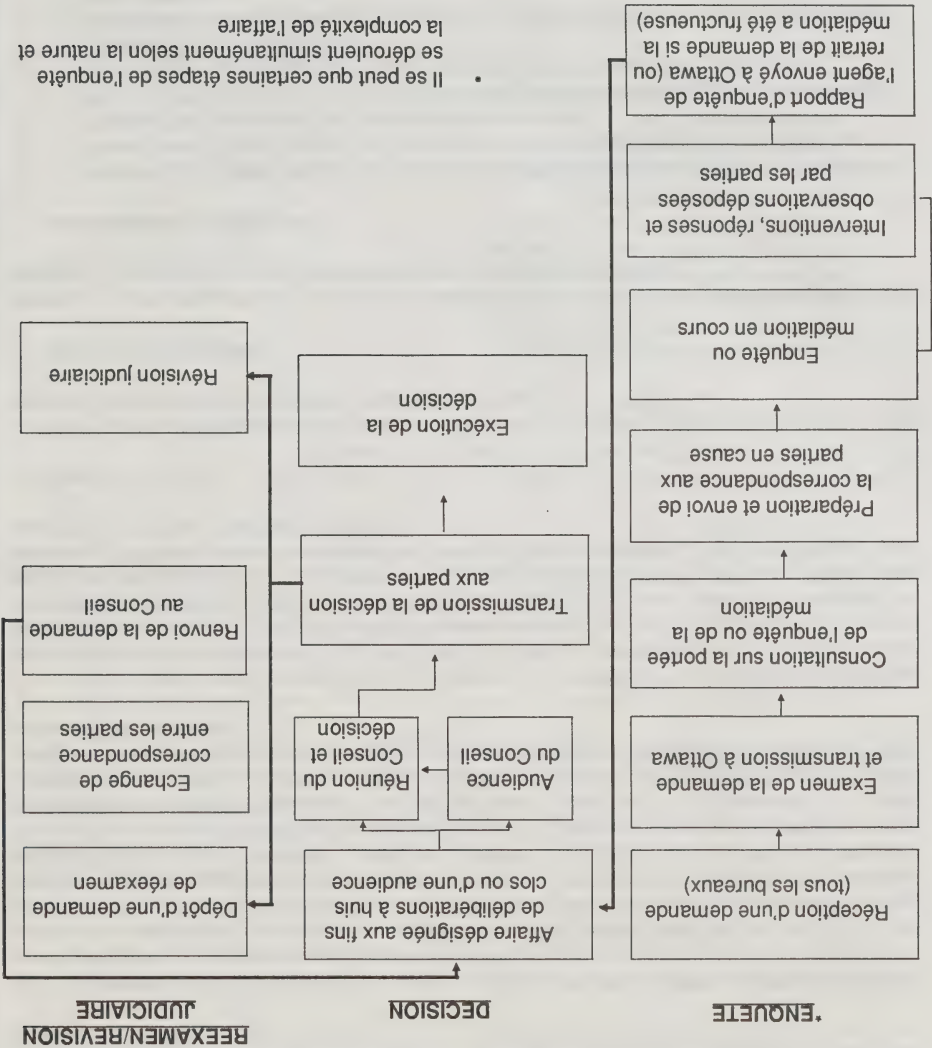 *ENQUETE
Réception d'une demande
(tous les bureaux)
Examen de la demande
et transmission à Ottawa
Consultation sur la portée
de l'enquête ou de la
médiation
Préparation et envoi de
la correspondance aux
parties en cause
Enquête ou
médiation en cours
Interventions, réponses et
observations déposées
par les parties
Rapport d'enquête de
l'agent envoyé à Ottawa (ou
retrait de la demande si la
médiation a été fructueuse)
DECISION
Affaire désignée aux fins
de délibérations à huis
clos ou d'une audience
Audience
du Conseil
Réunion du
Conseil et
décision
Transmission de la décision
aux parties
Exécution de la
décision
REEXAMEN/REVISION
JUDICIAIRE
Dépôt d'une demande
de réexamen
Echange de
correspondance
entre les parties
Renvoi de la demande
au Conseil
Révision judiciaire
• Il se peut que certaines étapes de l'enquête
se déroulent simultanément selon la nature et
la complexité de l'affaire